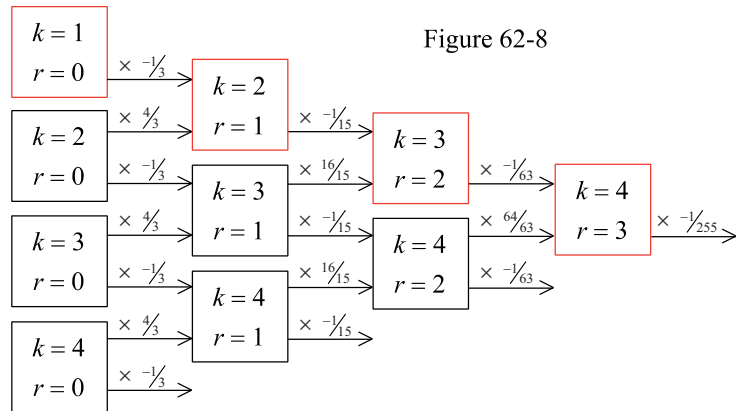 Figure 62-8
k = 1
r = 0
× -1/3
k = 2
r = 1
× 4/3
× -1/15
k = 2
r = 0
k = 3
r = 2
× -1/3
× 16/15
× -1/63
k = 3
r = 1
k = 4
r = 3
× 4/3
× -1/15
× 64/63
× -1/255
k = 3
r = 0
k = 4
r = 2
× -1/3
× 16/15
× -1/63
k = 4
r = 1
× 4/3
× -1/15
k = 4
r = 0
× -1/3